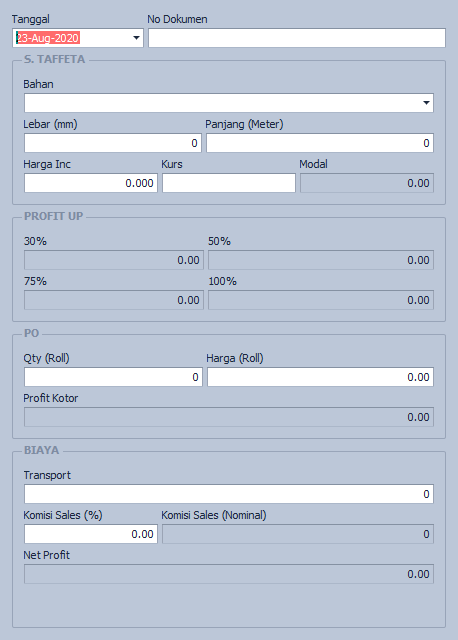 Tanggal No Dokumen
23-Aug-2020
S. TAFFETA
Bahan
Lebar (mm) Panjang (Meter)
0 0
Harga Inc Kurs Modal
0.000 0.00
PROFIT UP
30% 50%
0.00 0.00
75% 100%
0.00 0.00
PO
Qty (Roll) Harga (Roll)
0 0.00
Profit Kotor
0.00
BIAYA
Transport
0
Komisi Sales (%) Komisi Sales (Nominal)
0.00 0
Net Profit
0.00